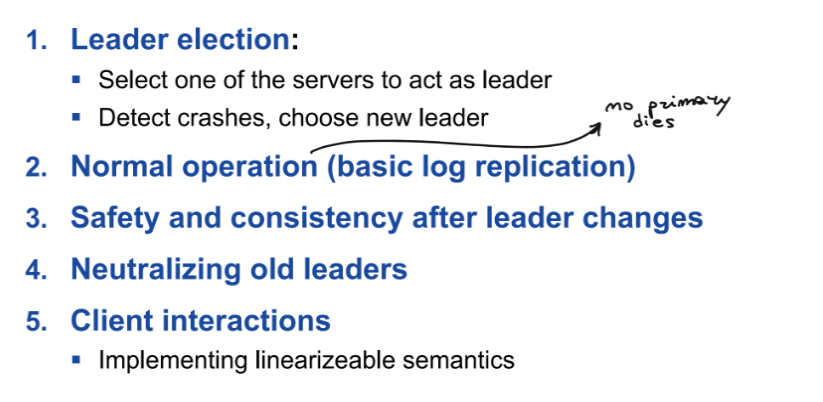 1. Leader election:
▪ Select one of the servers to act as leader
▪ Detect crashes, choose new leader
no primary
dies
2. Normal operation (basic log replication)
3. Safety and consistency after leader changes
4. Neutralizing old leaders
5. Client interactions
▪ Implementing linearizeable semantics